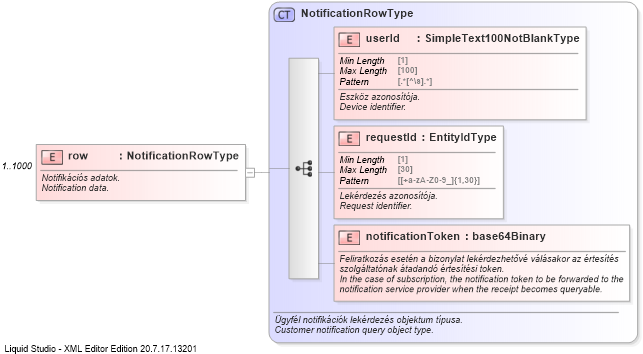 CT NotificationRowType
E userId : SimpleText100NotBlankType
Min Length [1]
Max Length [100]
Pattern [.*[^\s].*]
Eszköz azonosítója.
Device identifier.
1..1000
E row : NotificationRowType
Notifikációs adatok.
Notification data.
E requestId : EntityIdType
Min Length [1]
Max Length [30]
Pattern [[+a-zA-Z0-9_]{1,30}]
Lekérdezés azonosítója.
Request identifier.
E notificationToken : base64Binary
Feliratkozás esetén a bizonylat lekérdezhetővé válásakor az értesítés
szolgáltatónak átadandó értesítési token.
In the case of subscription, the notification token to be forwarded to the
notification service provider when the receipt becomes queryable.
Ügyfél notifikációk lekérdezés objektum típusa.
Customer notification query object type.
Liquid Studio - XML Editor Edition 20.7.17.13201